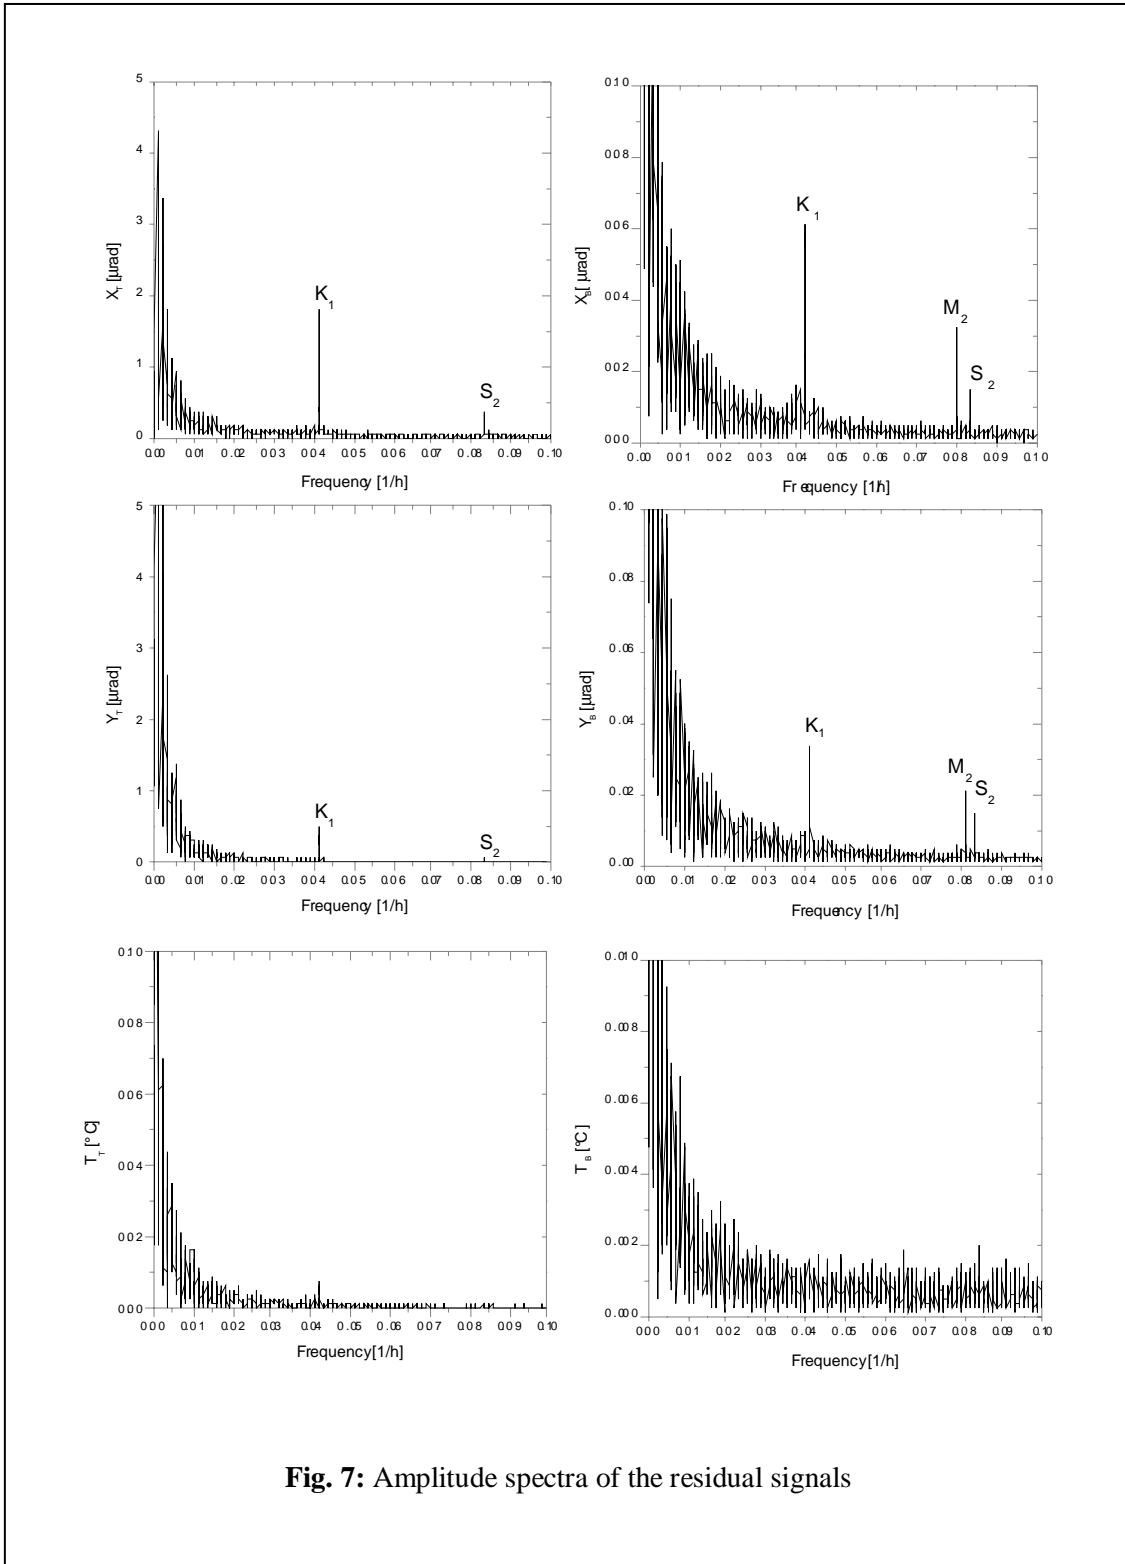 5
4
3
2
1
0
X_T [µrad]
K1
S2
0.00 0.01 0.02 0.03 0.04 0.05 0.06 0.07 0.08 0.09 0.10
Frequency [1/h]
0.10
0.08
0.06
0.04
0.02
0.00
X_B [µrad]
K1
M2
S2
0.00 0.01 0.02 0.03 0.04 0.05 0.06 0.07 0.08 0.09 0.10
Frequency [1/h]
5
4
3
2
1
0
Y_T [µrad]
K1
S2
0.00 0.01 0.02 0.03 0.04 0.05 0.06 0.07 0.08 0.09 0.10
Frequency [1/h]
0.10
0.08
0.06
0.04
0.02
0.00
Y_B [µrad]
K1
M2
S2
0.00 0.01 0.02 0.03 0.04 0.05 0.06 0.07 0.08 0.09 0.10
Frequency [1/h]
0.10
0.08
0.06
0.04
0.02
0.00
T_T [°C]
0.00 0.01 0.02 0.03 0.04 0.05 0.06 0.07 0.08 0.09 0.10
Frequency [1/h]
0.010
0.008
0.006
0.004
0.002
0.000
T_B [°C]
0.00 0.01 0.02 0.03 0.04 0.05 0.06 0.07 0.08 0.09 0.10
Frequency [1/h]
Fig. 7: Amplitude spectra of the residual signals